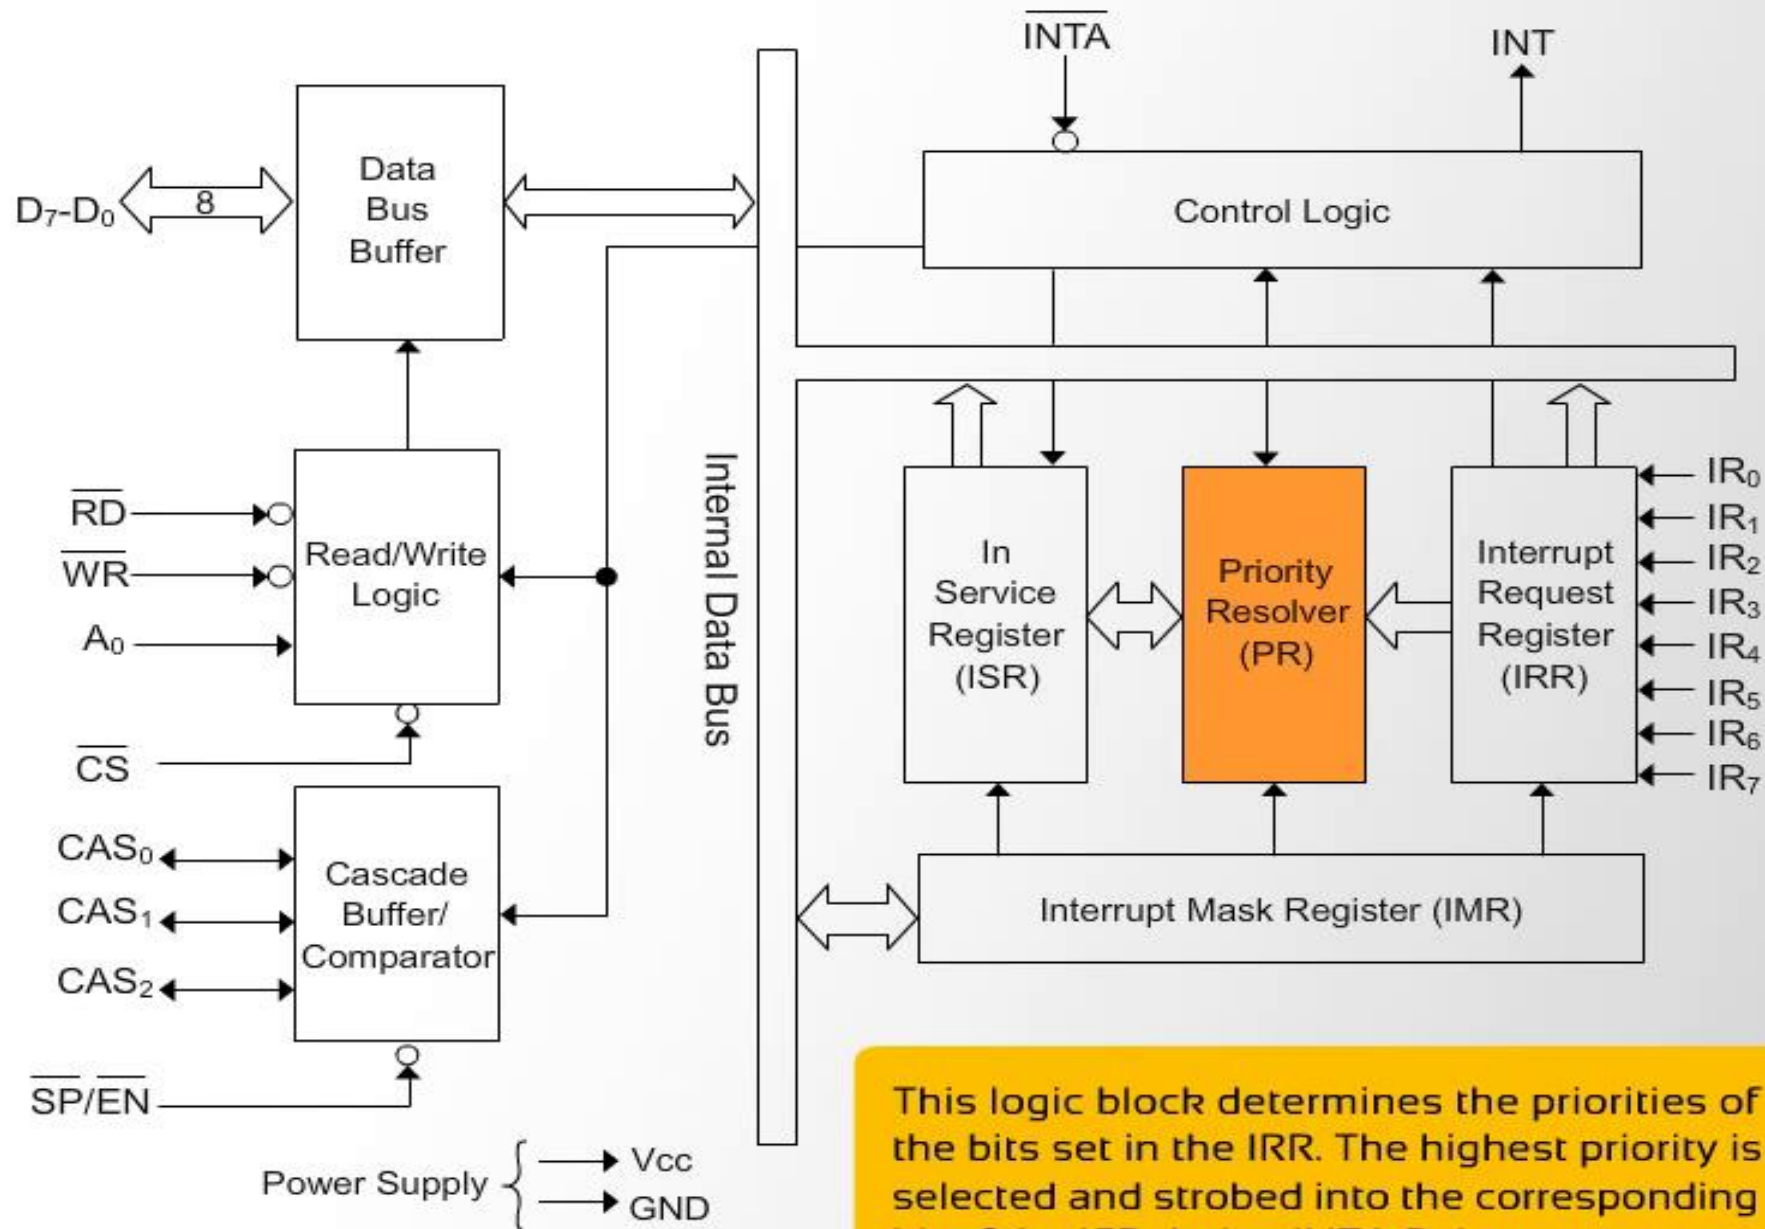 INTA
INT
Data
Bus
Buffer
D7-D0
8
Control Logic
Internal Data Bus
RD
WR
A0
CS
Read/Write
Logic
In
Service
Register
(ISR)
Priority
Resolver
(PR)
Interrupt
Request
Register
(IRR)
IR0
IR1
IR2
IR3
IR4
IR5
IR6
IR7
CAS0
CAS1
CAS2
Cascade
Buffer/
Comparator
SP/EN
Interrupt Mask Register (IMR)
Power Supply
Vcc
GND
This logic block determines the priorities of
the bits set in the IRR. The highest priority is
selected and strobed into the corresponding